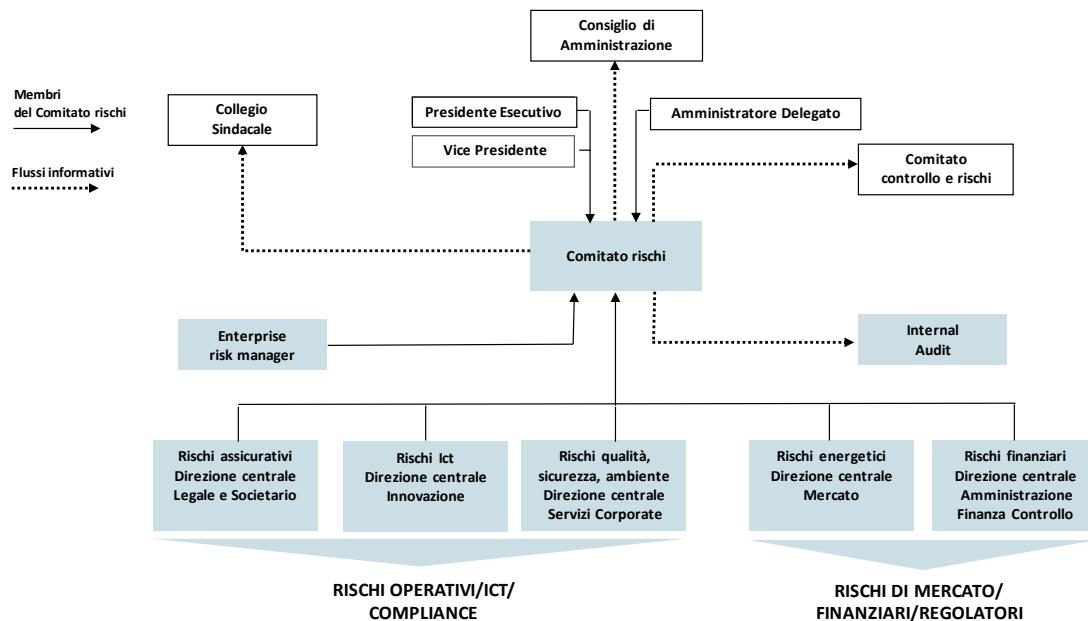 Consiglio di
Amministrazione
Membri
del Comitato rischi
Collegio
Sindacale
Presidente Esecutivo
Amministratore Delegato
Vice Presidente
Flussi informativi
Comitato
controllo e rischi
Comitato rischi
Enterprise
risk manager
Internal
Audit
Rischi assicurativi
Direzione centrale
Legale e Societario
Rischi Ict
Direzione centrale
Innovazione
Rischi qualità,
sicurezza, ambiente
Direzione centrale
Servizi Corporate
Rischi energetici
Direzione centrale
Mercato
Rischi finanziari
Direzione centrale
Amministrazione
Finanza Controllo
RISCHI OPERATIVI/ICT/
COMPLIANCE
RISCHI DI MERCATO/
FINANZIARI/REGOLATORI